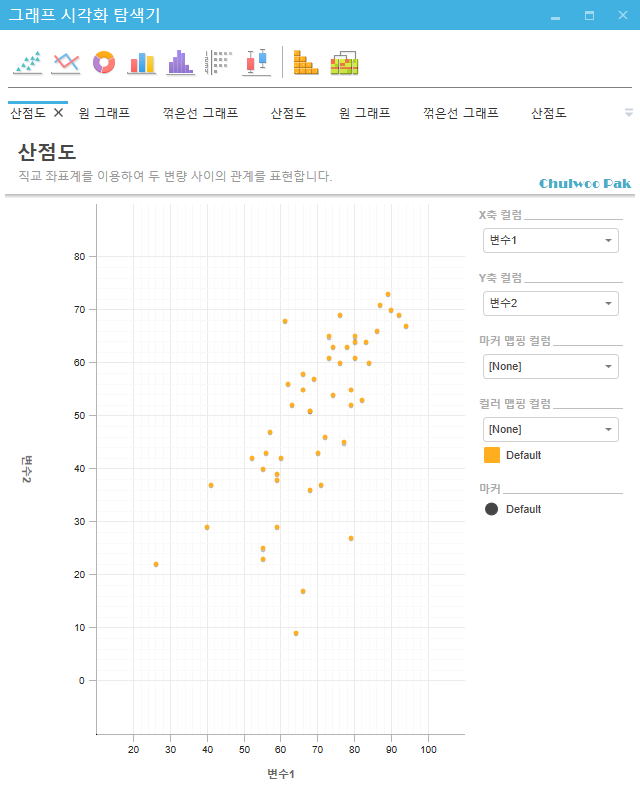 그래프 시각화 탐색기
산점도 원 그래프 꺾은선 그래프 산점도 원 그래프 꺾은선 그래프 산점도
산점도
직교 좌표계를 이용하여 두 변량 사이의 관계를 표현합니다.
Chulwoo Pak
X축 컬럼
변수1
Y축 컬럼
변수2
마커 맵핑 컬럼
[None]
컬러 맵핑 컬럼
[None]
Default
마커
Default
80
70
60
50
40
30
20
10
0
변수2
20 30 40 50 60 70 80 90 100
변수1